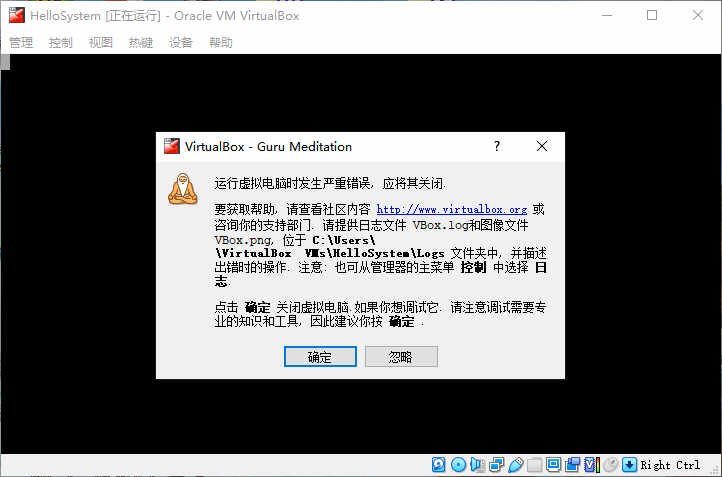 HelloSystem [正在运行] - Oracle VM VirtualBox
管理 控制 视图 热键 设备 帮助
VirtualBox - Guru Meditation
运行虚拟电脑时发生严重错误, 应将其关闭.
要获取帮助, 请查看社区内容 http://www.virtualbox.org 或
咨询你的支持部门. 请提供日志文件 VBox.log和图像文件
VBox.png, 位于 C:\Users\
\VirtualBox VMs\HelloSystem\Logs 文件夹中, 并描述
出错时的操作. 注意: 也可从管理器的主菜单 控制 中选择 日
志.
点击 确定 关闭虚拟电脑.如果你想调试它. 请注意调试需要专
业的知识和工具, 因此建议你按 确定 .
确定 忽略
Right Ctrl